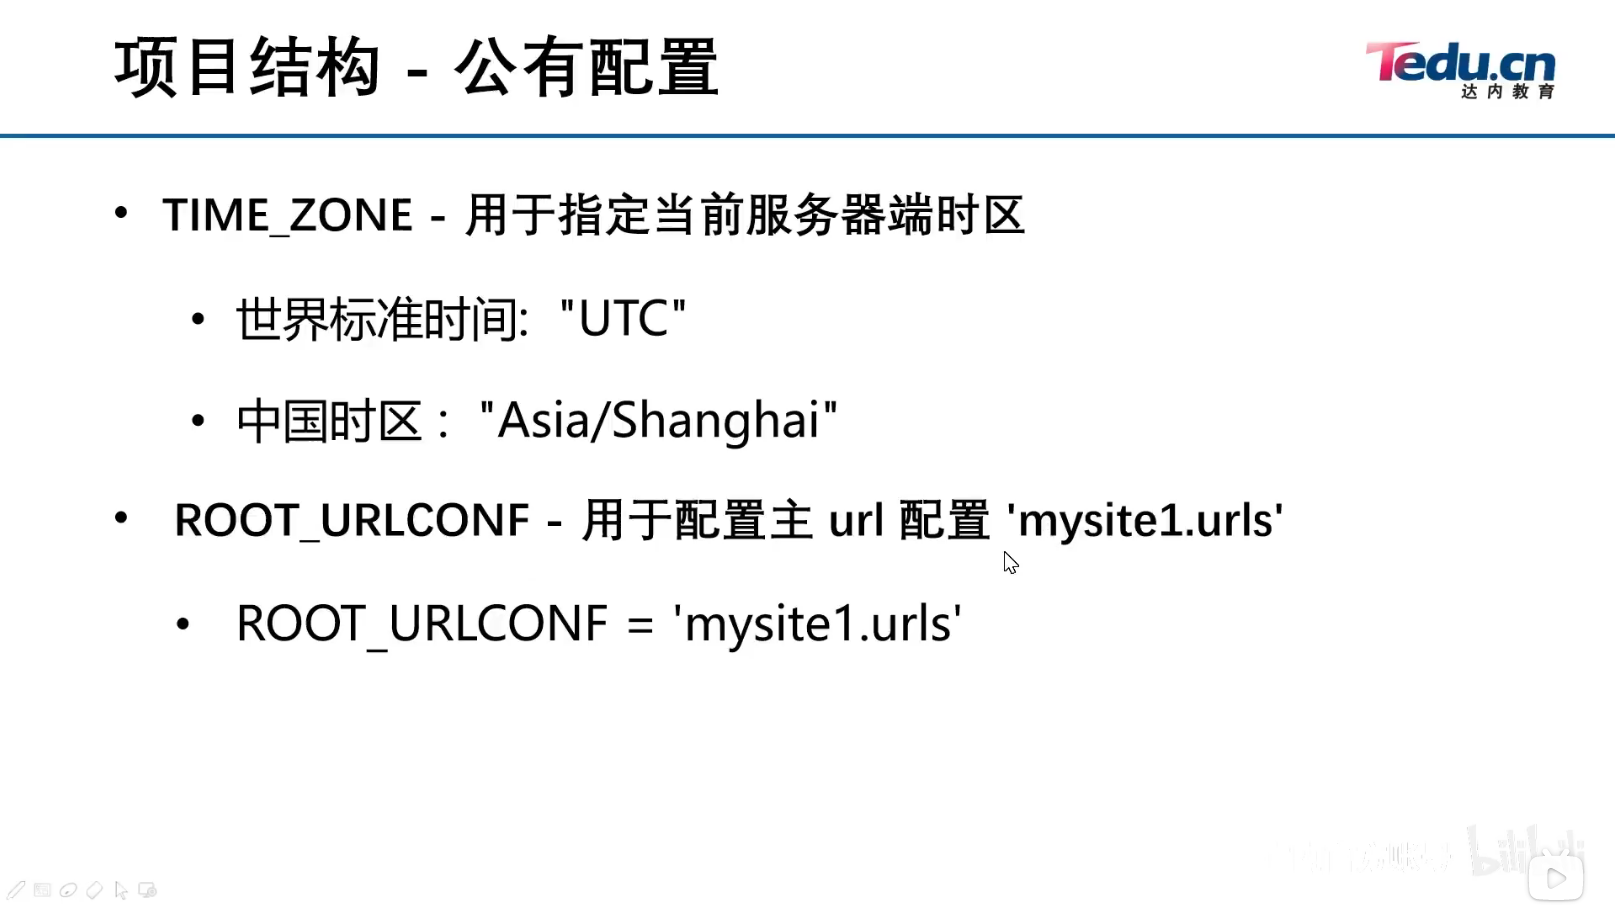 项目结构 - 公有配置
Tedu.cn
达内教育
• TIME_ZONE - 用于指定当前服务器端时区
• 世界标准时间: "UTC"
• 中国时区 : "Asia/Shanghai"
• ROOT_URLCONF - 用于配置主 url 配置 'mysite1.urls'
• ROOT_URLCONF = 'mysite1.urls'
bilibili